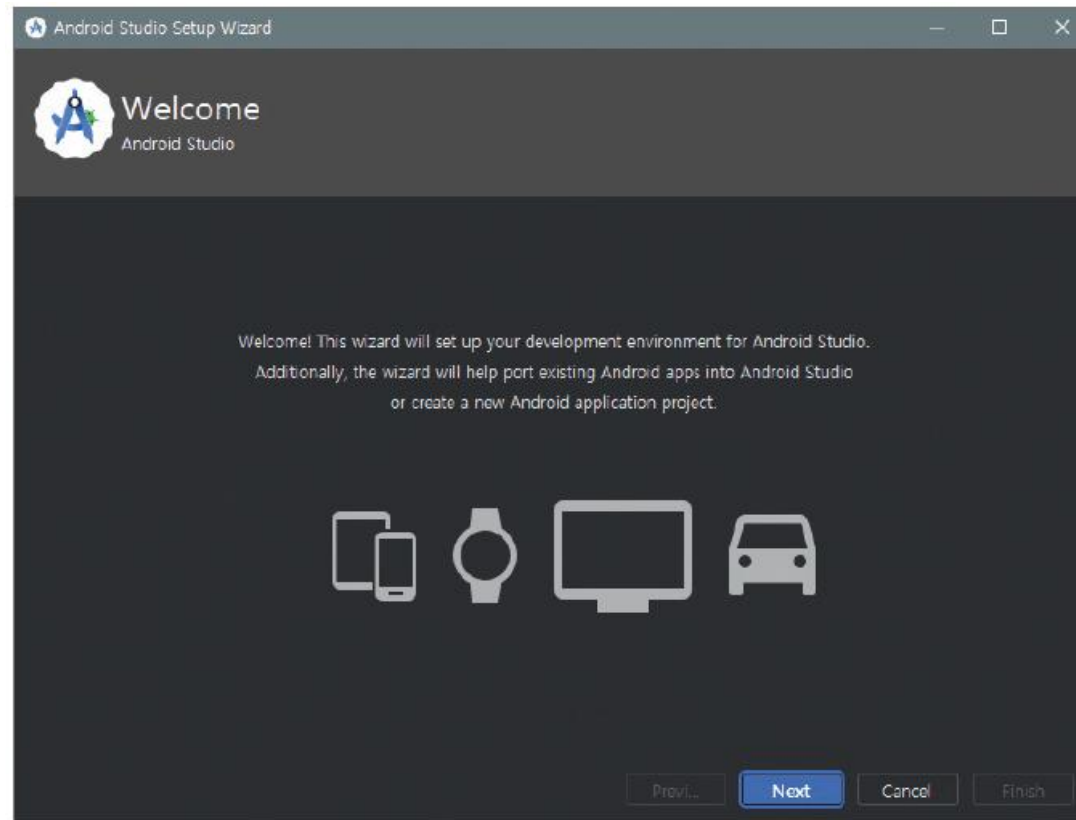 Android Studio Setup Wizard
Welcome
Android Studio
Welcome! This wizard will set up your development environment for Android Studio.
Additionally, the wizard will help port existing Android apps into Android Studio
or create a new Android application project.
Previ... Next Cancel Finish